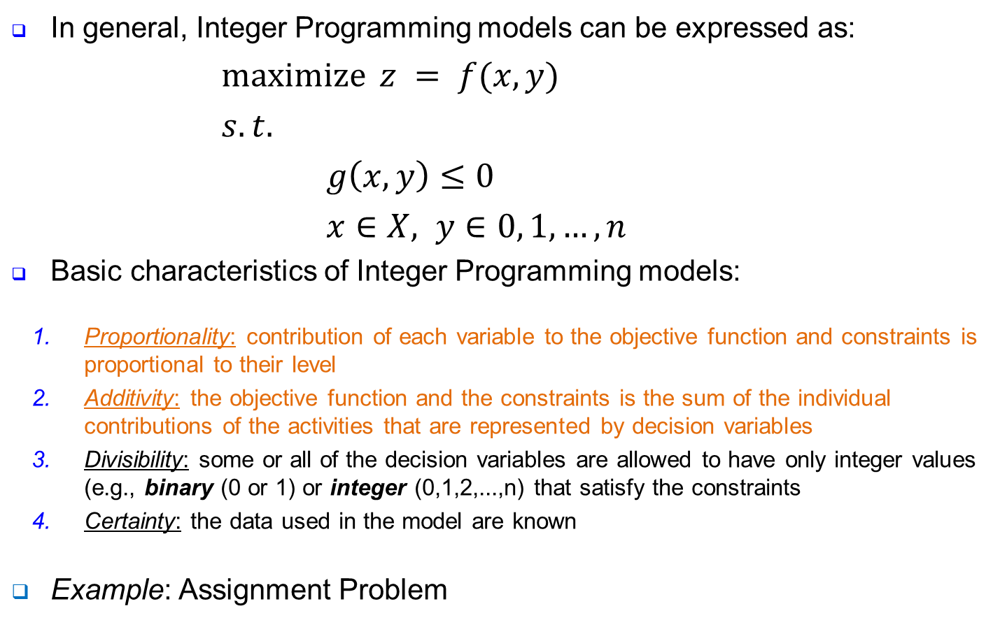 ❑ In general, Integer Programming models can be expressed as:
maximize z = f(x, y)
s. t.
g(x, y) ≤ 0
x ∈ X, y ∈ 0, 1, … , n
❑ Basic characteristics of Integer Programming models:
1. Proportionality: contribution of each variable to the objective function and constraints is
proportional to their level
2. Additivity: the objective function and the constraints is the sum of the individual
contributions of the activities that are represented by decision variables
3. Divisibility: some or all of the decision variables are allowed to have only integer values
(e.g., binary (0 or 1) or integer (0,1,2,...,n) that satisfy the constraints
4. Certainty: the data used in the model are known
❑ Example: Assignment Problem